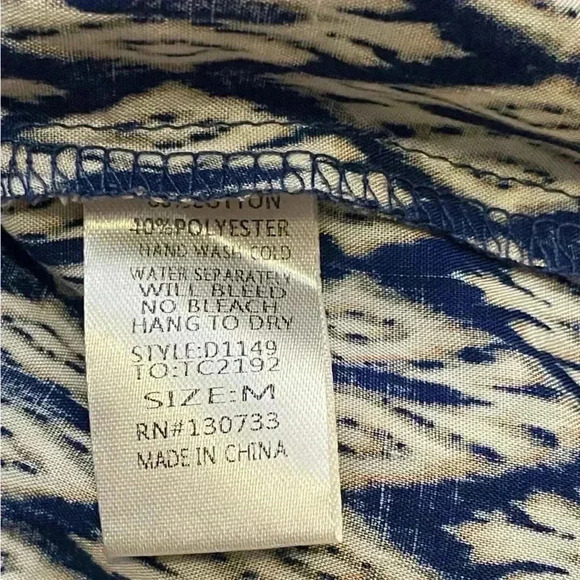 COTTON
40%POLYESTER
HAND WASH COLD
WATER SEPARATELY
WILL BLEED
NO BLEACH
HANG TO DRY
STYLE:D1149
TO:TC2192
SIZE:M
RN#130733
MADE IN CHINA